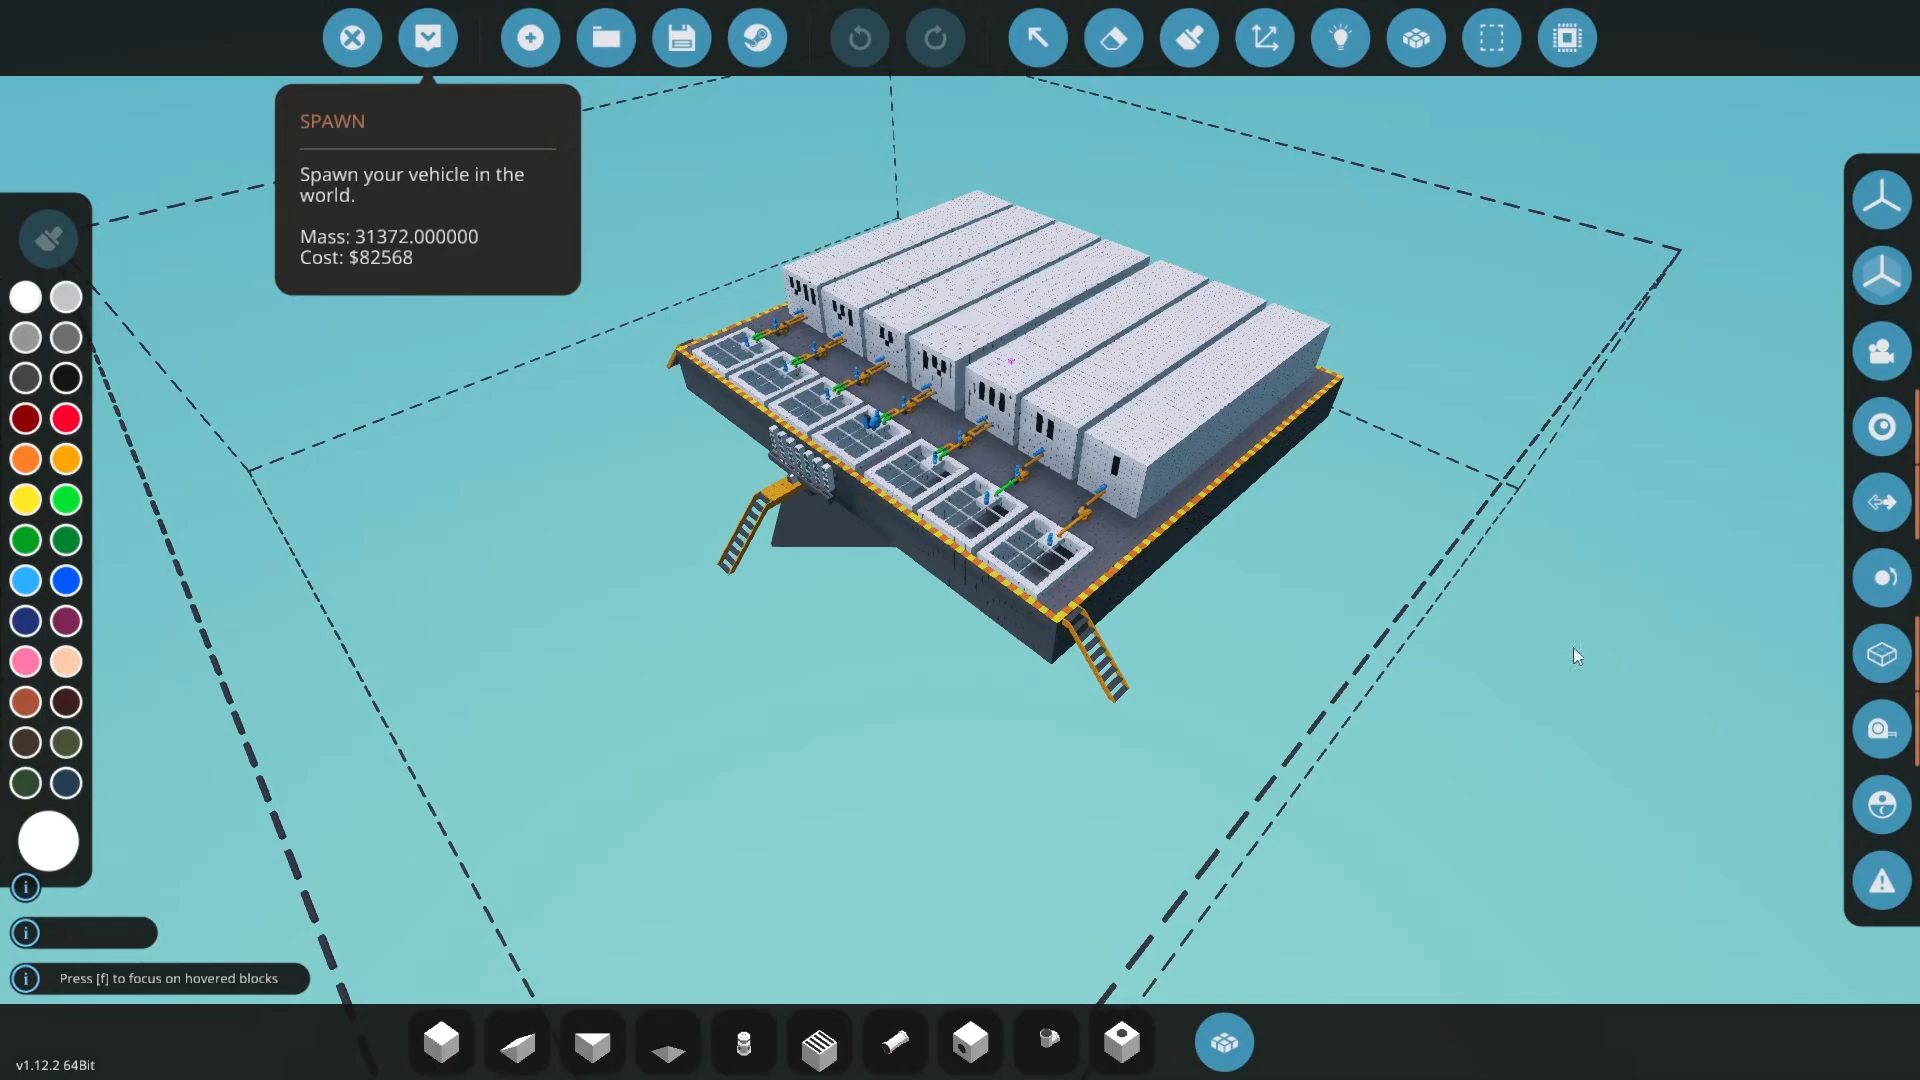 SPAWN
Spawn your vehicle in the
world.
Mass: 31372.000000
Cost: $82568
Press [f] to focus on hovered blocks
v1.12.2 64Bit